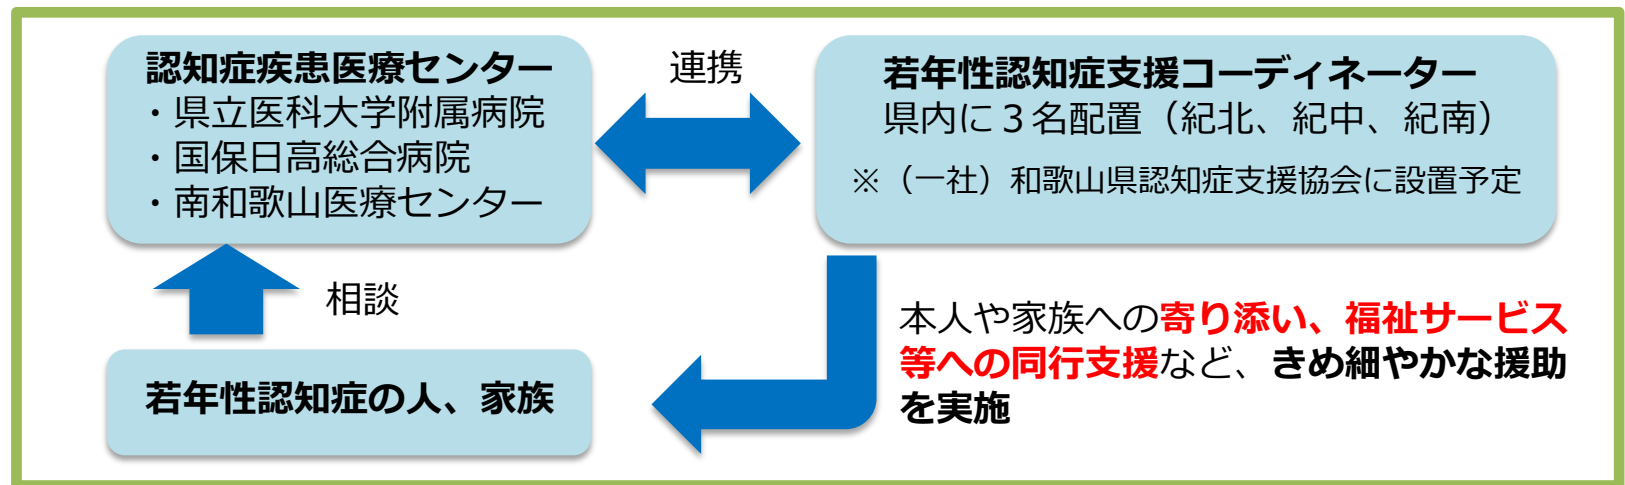 認知症疾患医療センター
・県立医科大学附属病院
・国保日高総合病院
・南和歌山医療センター
連携
若年性認知症支援コーディネーター
県内に３名配置（紀北、紀中、紀南）
※（一社）和歌山県認知症支援協会に設置予定
相談
本人や家族への寄り添い、福祉サービス
等への同行支援など、きめ細やかな援助
を実施
若年性認知症の人、家族